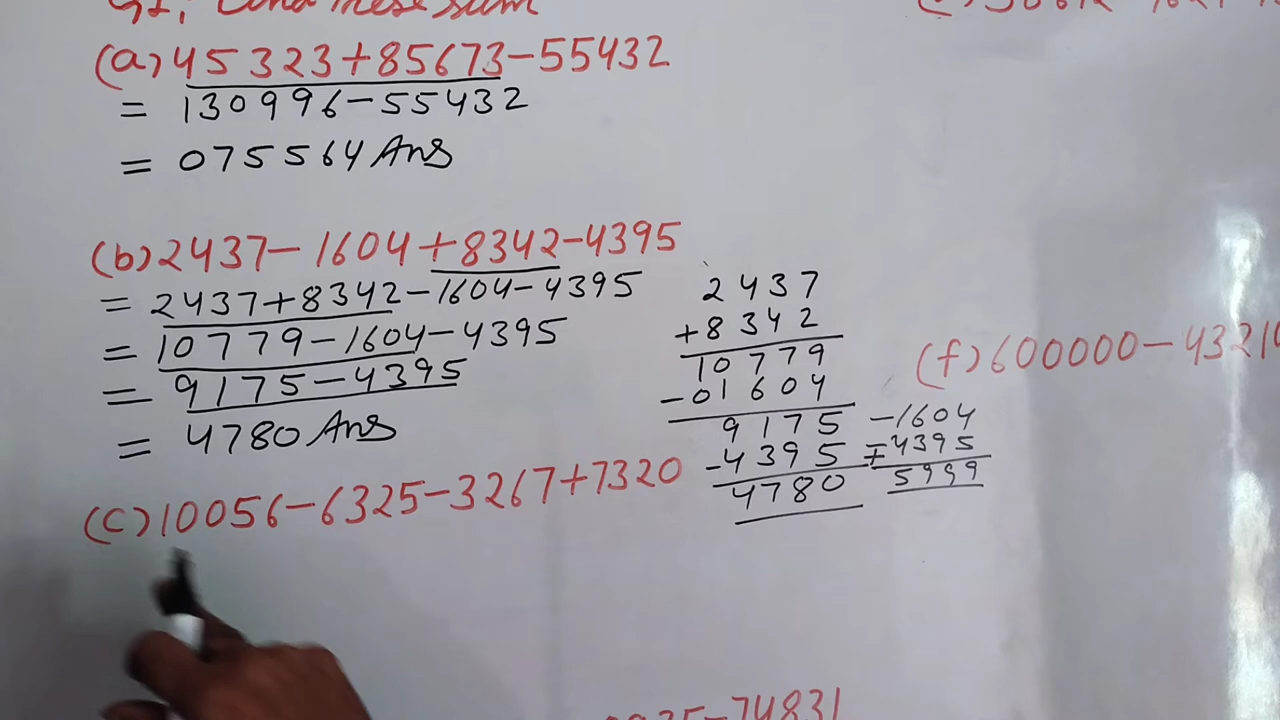 (a) 45323+85673-55432
= 130996-55432
= 075564 Ans
(b) 2437-1604+8342-4395
= 2437+8342-1604-4395
= 10779-1604-4395
= 9175-4395
= 4780 Ans
2437
+8342
10779
-01604
9175
-4395
4780
-1604
4395
5999
(c) 10056-6325-3267+7320
(f) 600000-4321
-74831